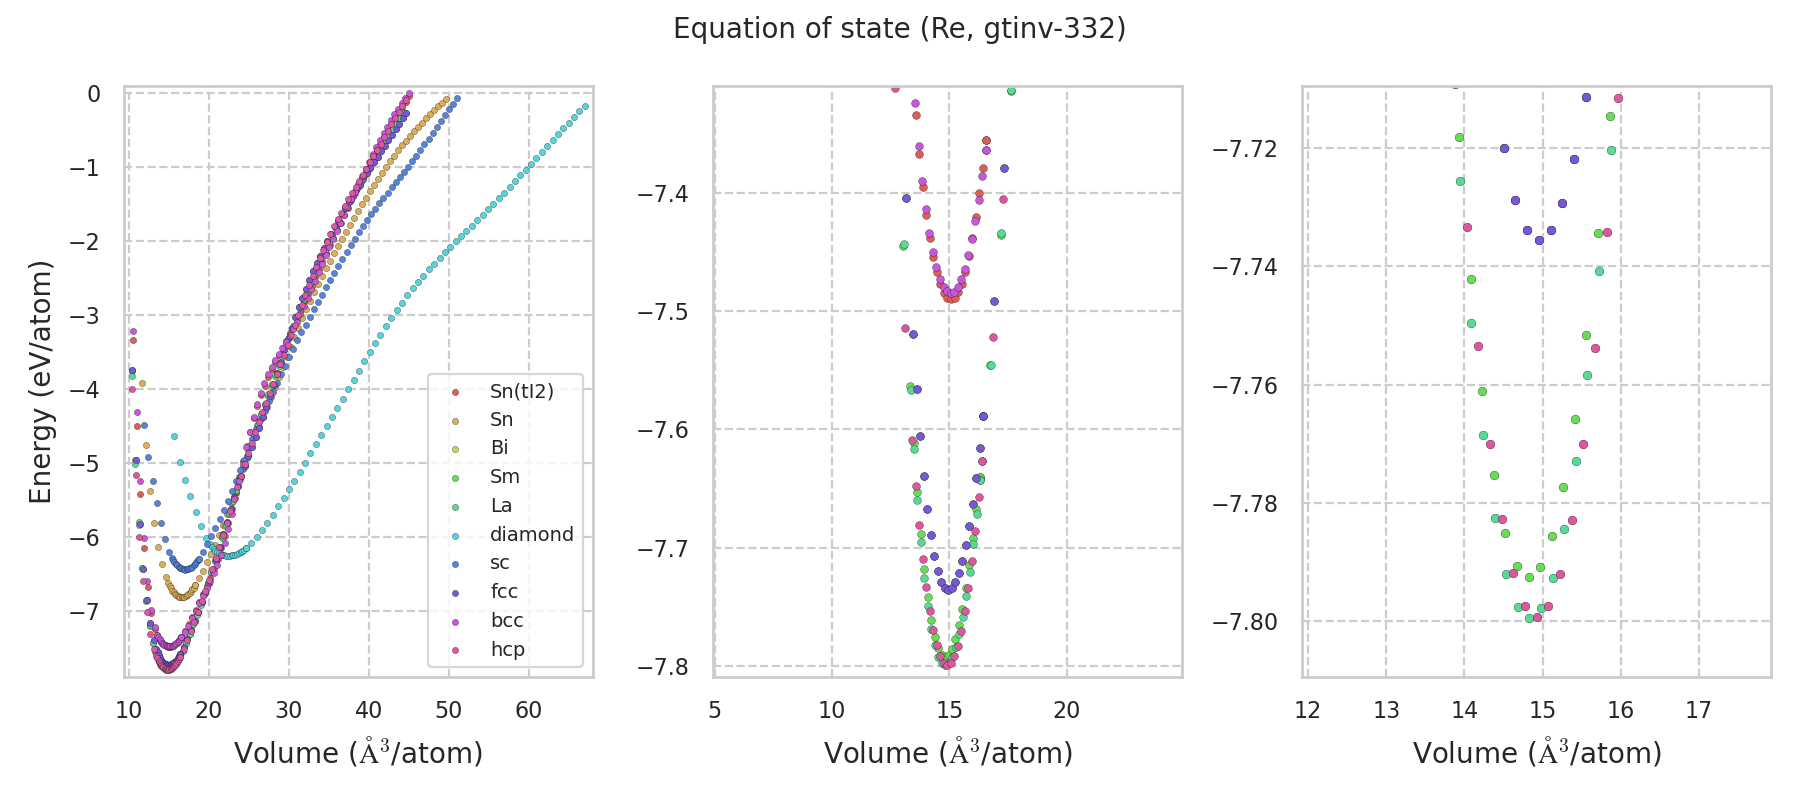 Equation of state (Re, gtinv-332)
Energy (eV/atom)
0
−1
−2
−3
−4
−5
−6
−7
10 20 30 40 50 60
Volume (Å³/atom)
Sn(tI2)
Sn
Bi
Sm
La
diamond
sc
fcc
bcc
hcp
−7.4
−7.5
−7.6
−7.7
−7.8
5 10 15 20
Volume (Å³/atom)
−7.72
−7.74
−7.76
−7.78
−7.80
12 13 14 15 16 17
Volume (Å³/atom)